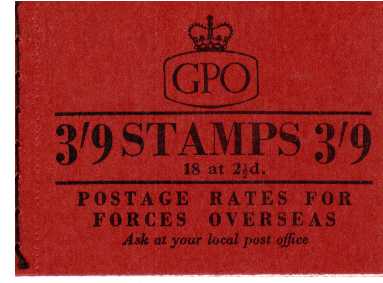 GPO
3/9 STAMPS 3/9
18 at 2½d.
POSTAGE RATES FOR
FORCES OVERSEAS
Ask at your local post office